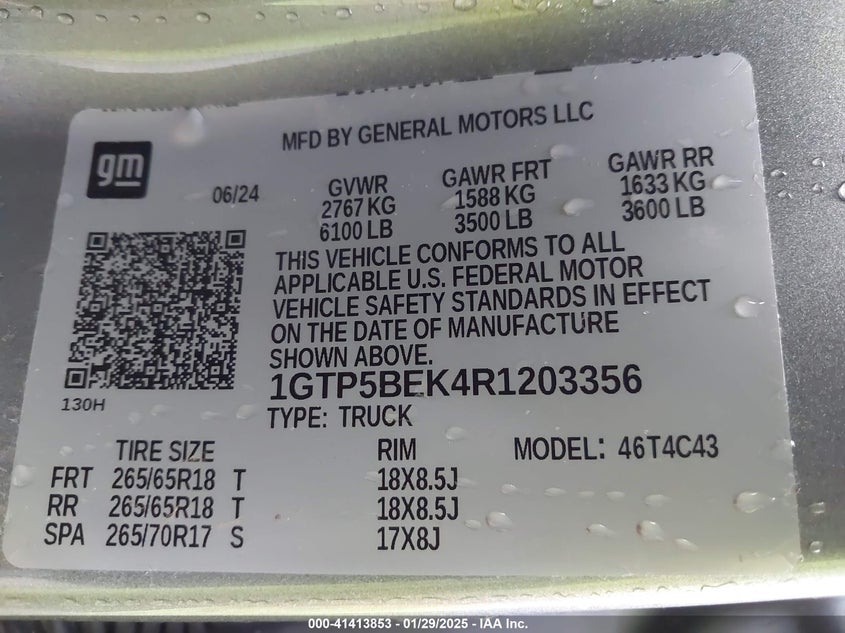 MFD BY GENERAL MOTORS LLC
gm
06/24
GVWR GAWR FRT GAWR RR
2767 KG 1588 KG 1633 KG
6100 LB 3500 LB 3600 LB
THIS VEHICLE CONFORMS TO ALL
APPLICABLE U.S. FEDERAL MOTOR
VEHICLE SAFETY STANDARDS IN EFFECT
ON THE DATE OF MANUFACTURE
SHOWN ABOVE.
130H
1GTP5BEK4R1203356
TYPE: TRUCK
TIRE SIZE RIM MODEL: 46T4C43
FRT 265/65R18 T 18X8.5J
RR 265/65R18 T 18X8.5J
SPA 265/70R17 S 17X8J
000-41413853 - 01/29/2025 - IAA Inc.